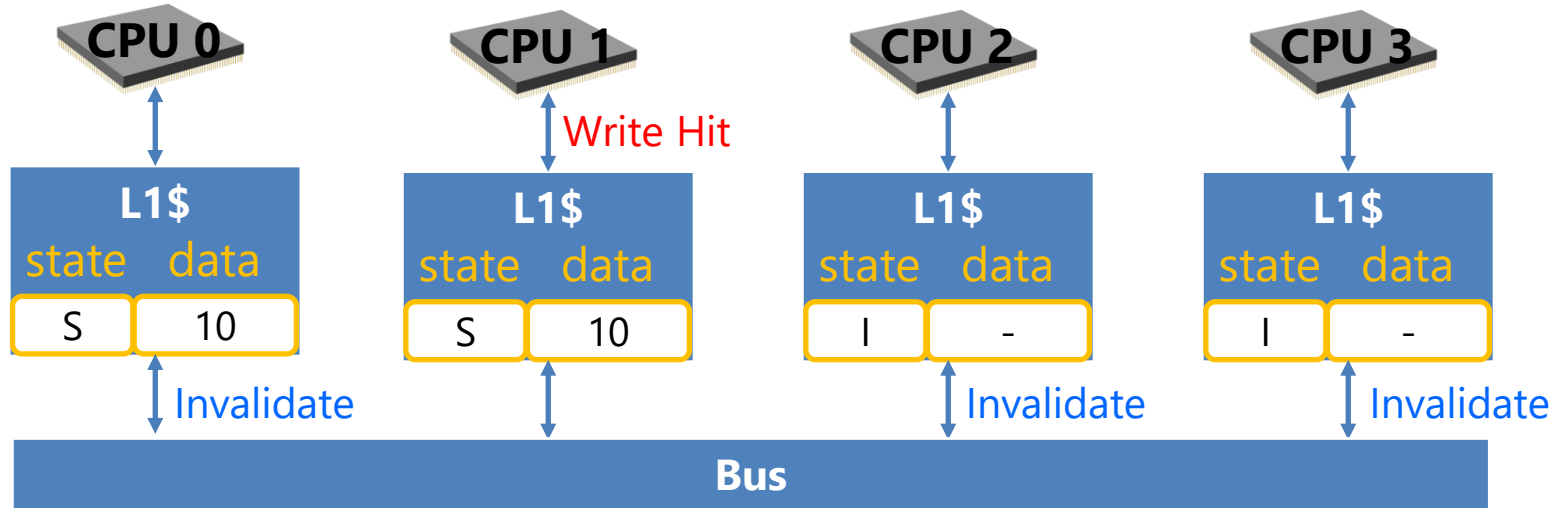 CPU 0 CPU 1 CPU 2 CPU 3
Write Hit
L1$ L1$ L1$ L1$
state data state data state data state data
S 10 S 10 I - I -
Invalidate Invalidate Invalidate
Bus